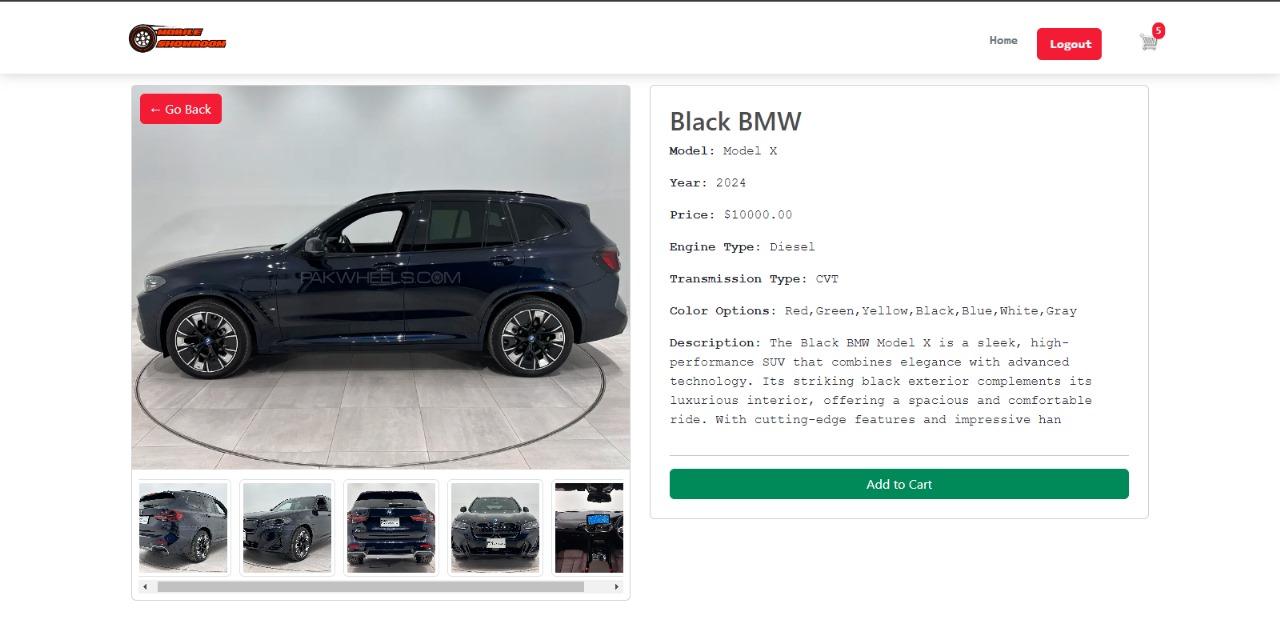 MOBILE
SHOWROOM
Home
Logout
5
← Go Back
PAKWHEELS.COM
Black BMW
Model: Model X
Year: 2024
Price: $10000.00
Engine Type: Diesel
Transmission Type: CVT
Color Options: Red,Green,Yellow,Black,Blue,White,Gray
Description: The Black BMW Model X is a sleek, high-
performance SUV that combines elegance with advanced
technology. Its striking black exterior complements its
luxurious interior, offering a spacious and comfortable
ride. With cutting-edge features and impressive han
Add to Cart